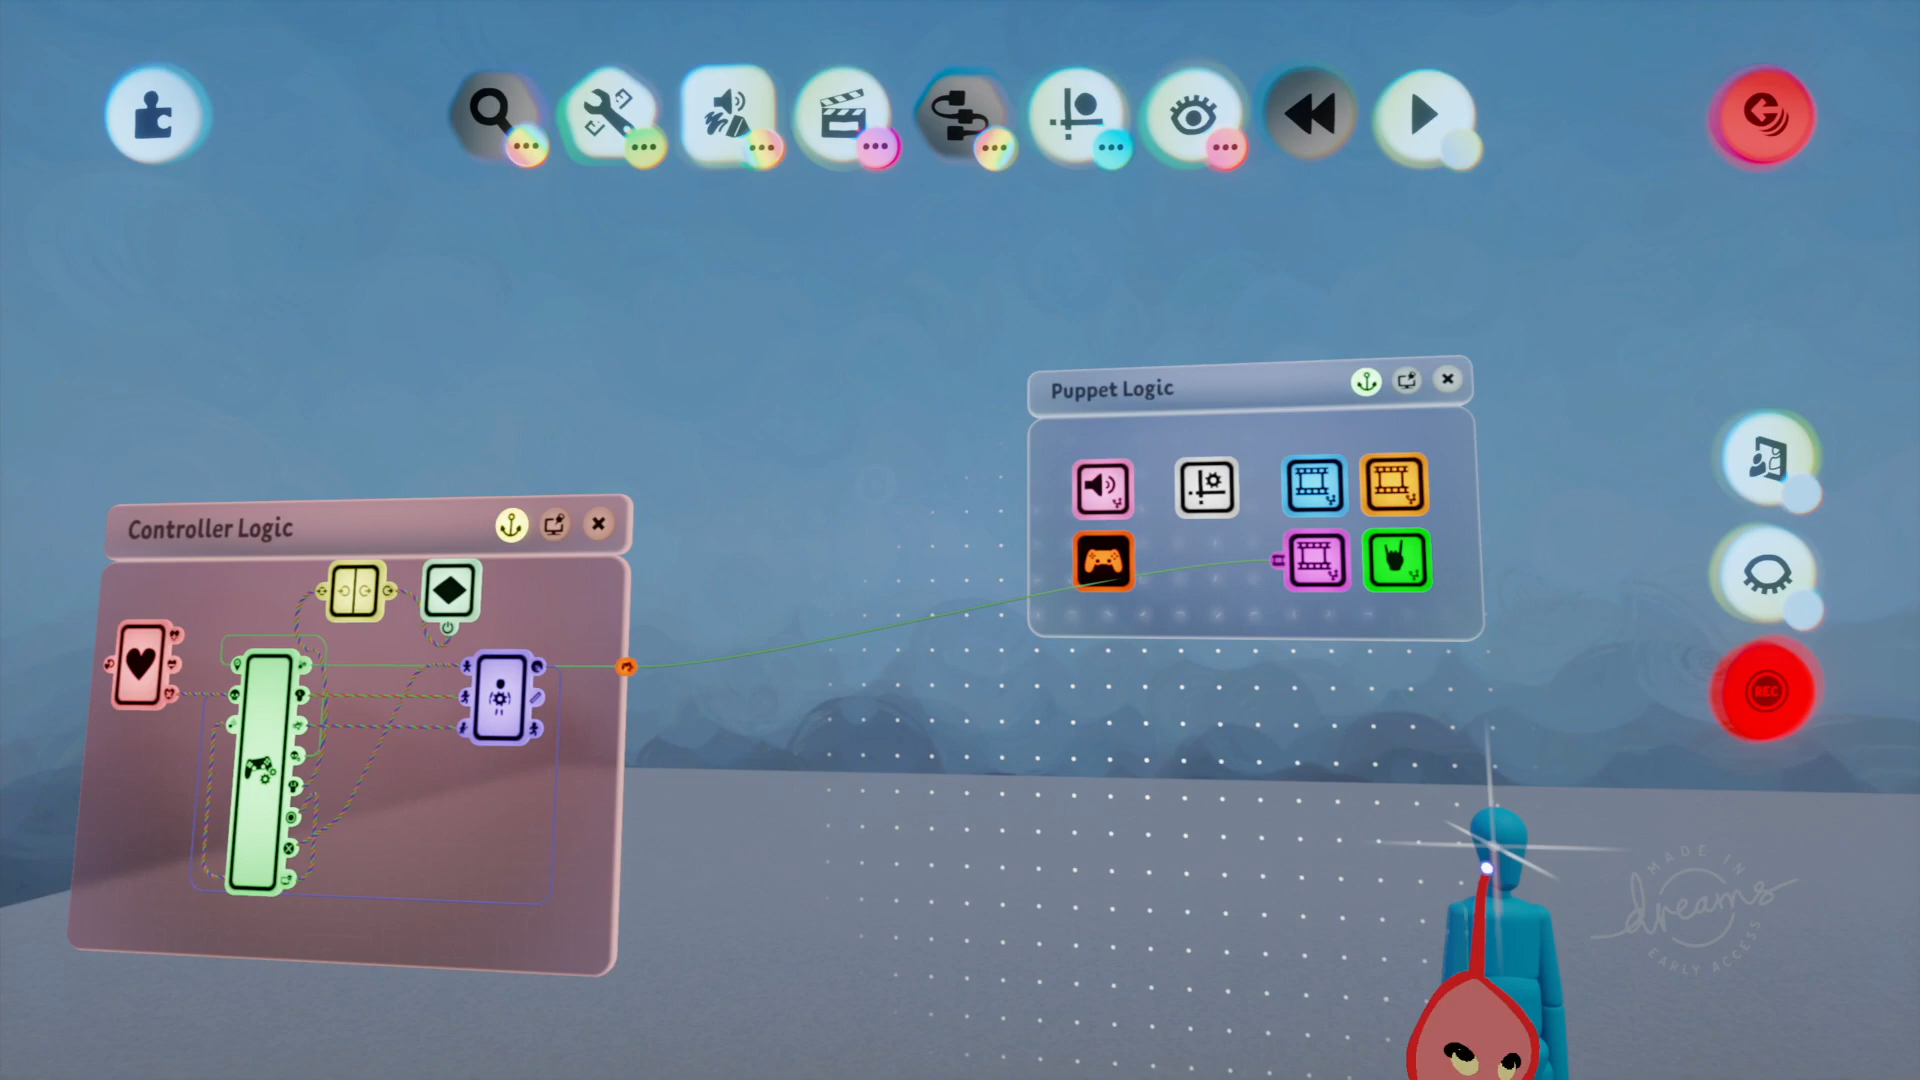 Puppet Logic
Controller Logic
REC
MADE IN
dreams
EARLY ACCESS